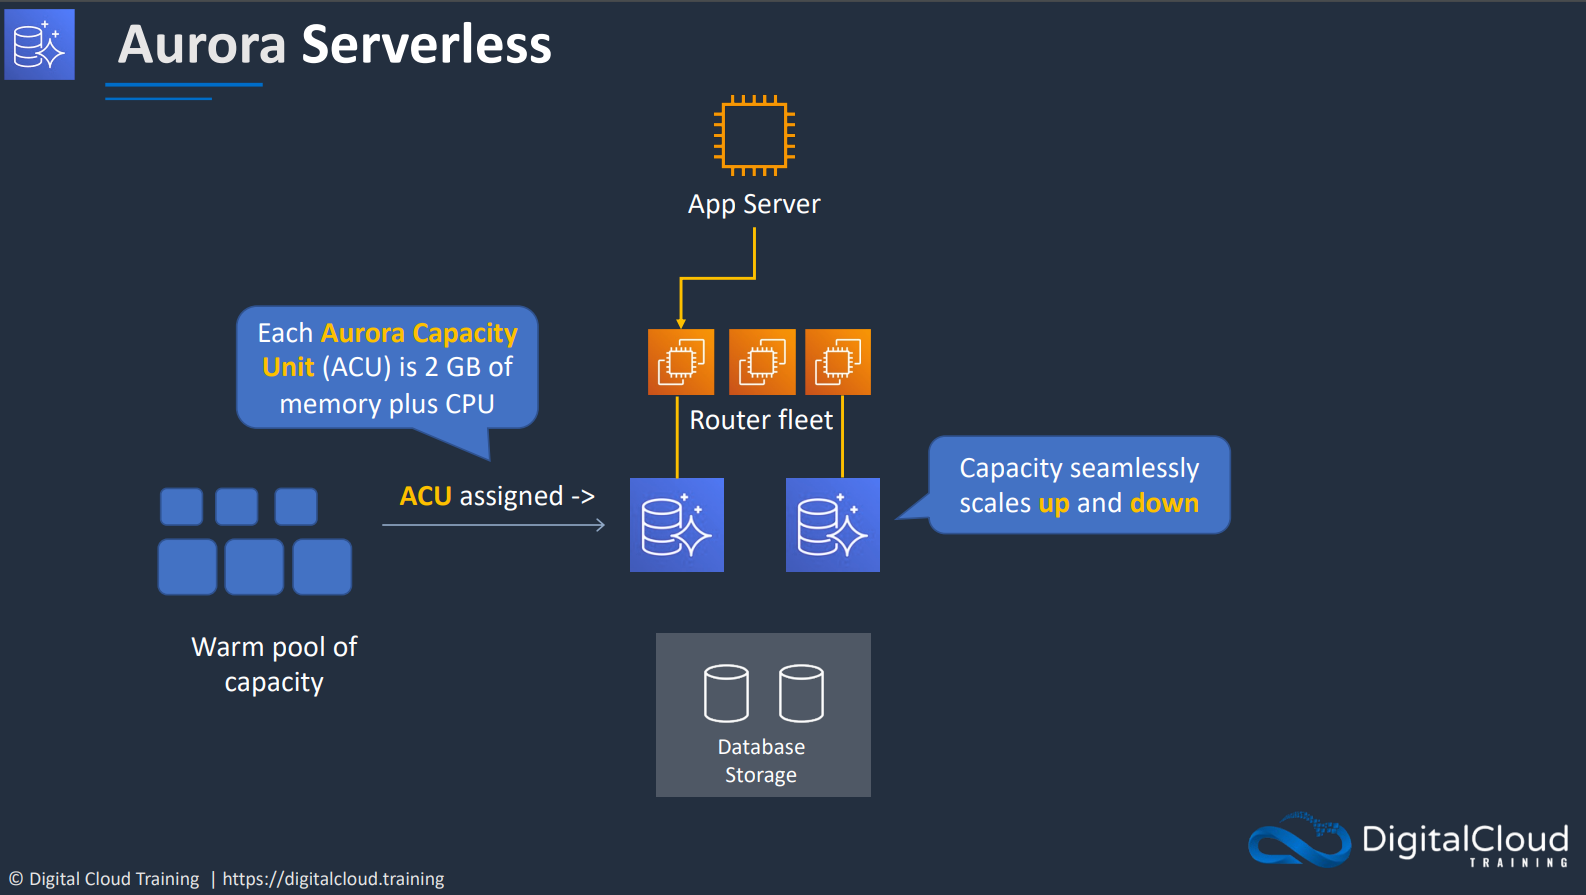 Aurora Serverless
App Server
Each Aurora Capacity
Unit (ACU) is 2 GB of
memory plus CPU
Router fleet
Capacity seamlessly
scales up and down
ACU assigned ->
Warm pool of
capacity
Database
Storage
DigitalCloud
TRAINING
© Digital Cloud Training | https://digitalcloud.training